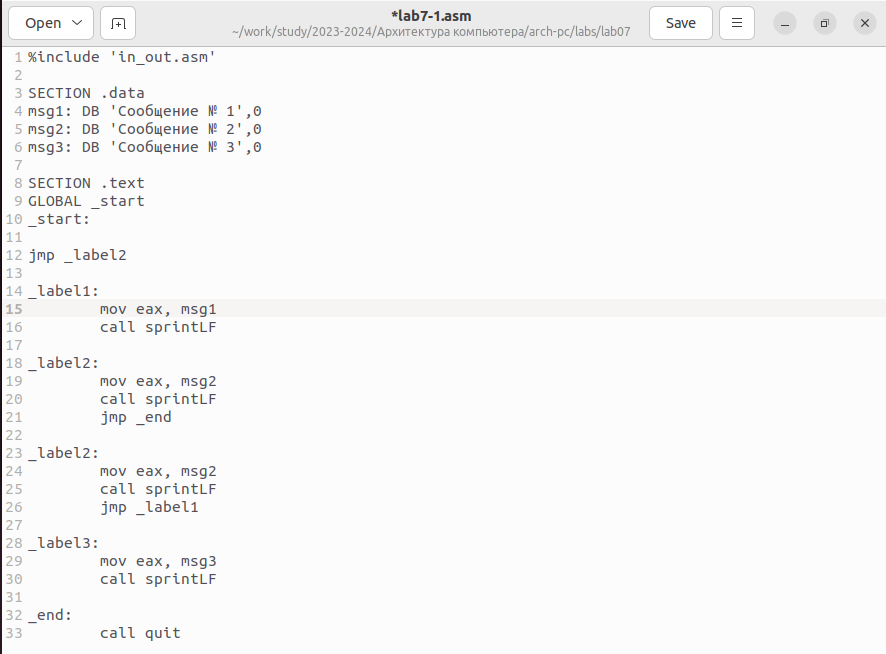 Open
*lab7-1.asm
~/work/study/2023-2024/Архитектура компьютера/arch-pc/labs/lab07
Save
1 %include 'in_out.asm'
2
3 SECTION .data
4 msg1: DB 'Сообщение № 1',0
5 msg2: DB 'Сообщение № 2',0
6 msg3: DB 'Сообщение № 3',0
7
8 SECTION .text
9 GLOBAL _start
10 _start:
11
12 jmp _label2
13
14 _label1:
15 mov eax, msg1
16 call sprintLF
17
18 _label2:
19 mov eax, msg2
20 call sprintLF
21 jmp _end
22
23 _label2:
24 mov eax, msg2
25 call sprintLF
26 jmp _label1
27
28 _label3:
29 mov eax, msg3
30 call sprintLF
31
32 _end:
33 call quit